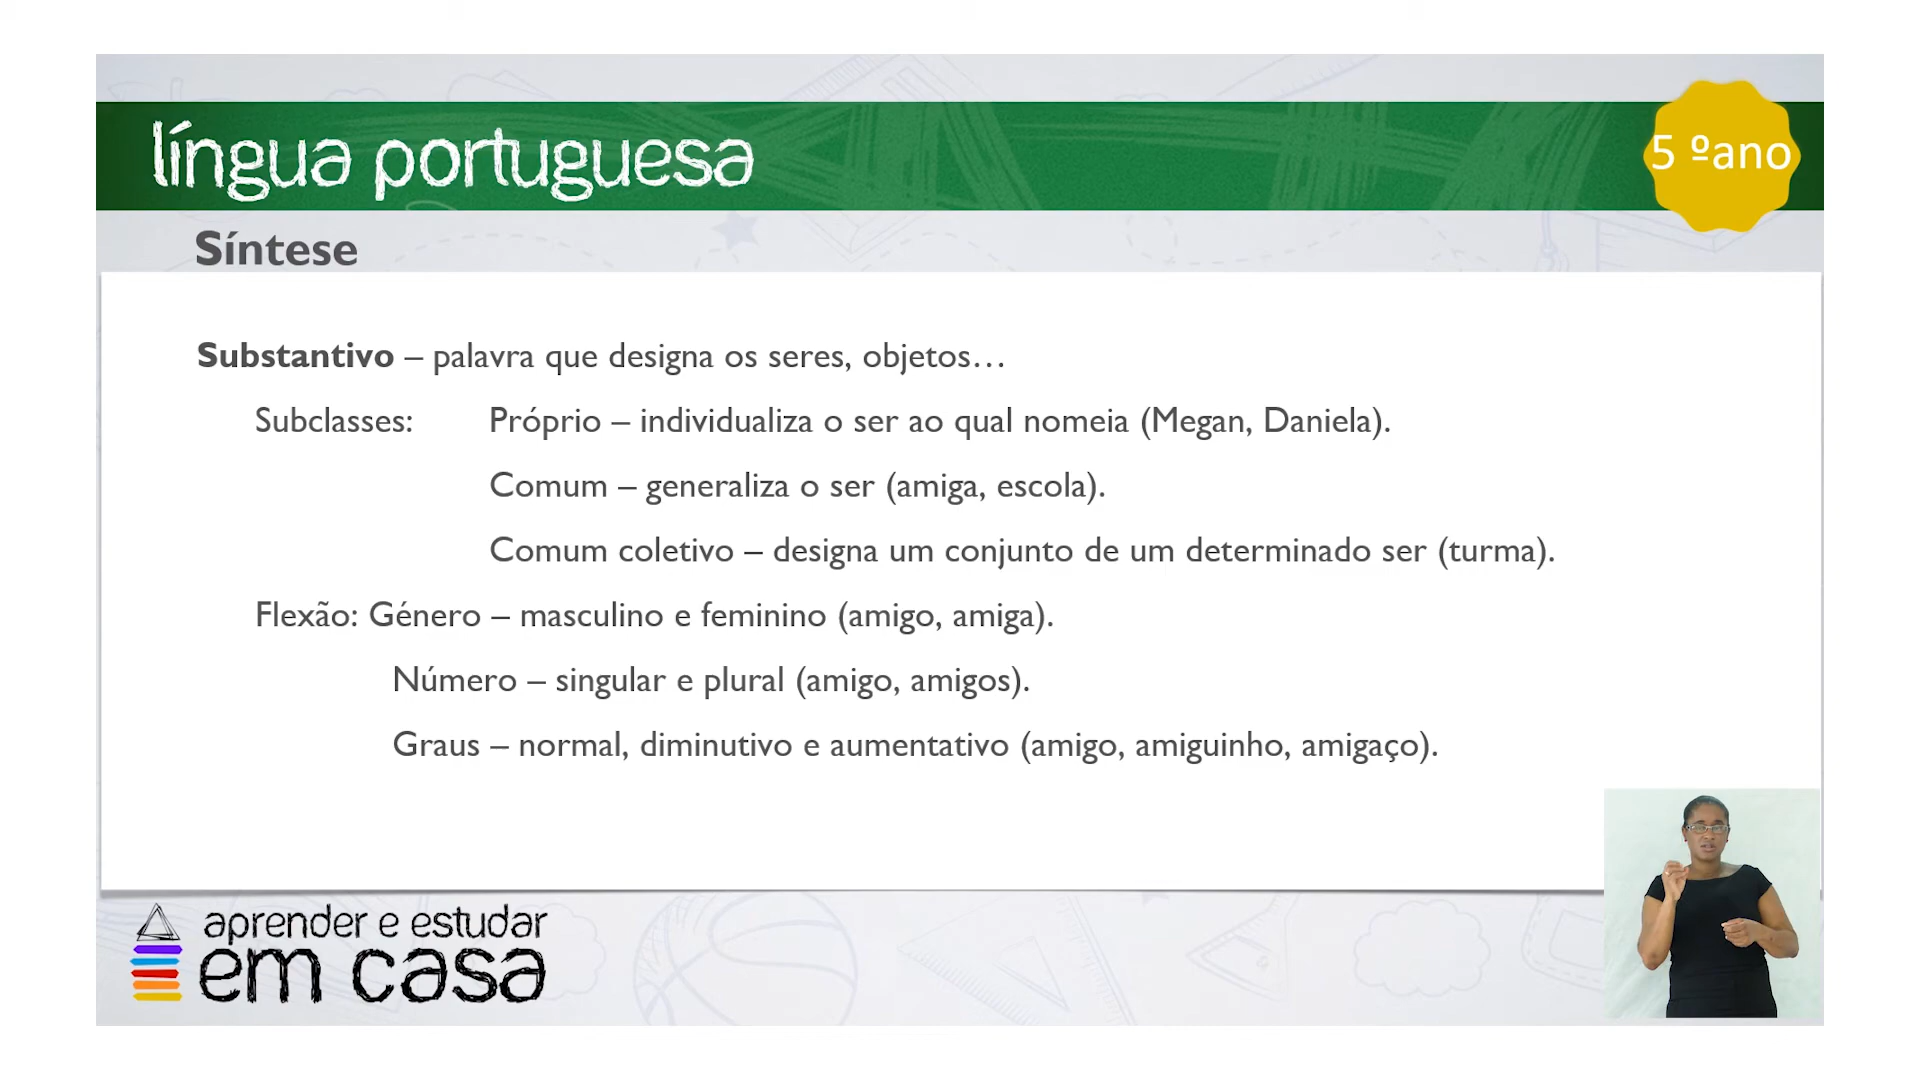 língua portuguesa
5 ºano
Síntese
Substantivo – palavra que designa os seres, objetos…
Subclasses: Próprio – individualiza o ser ao qual nomeia (Megan, Daniela).
Comum – generaliza o ser (amiga, escola).
Comum coletivo – designa um conjunto de um determinado ser (turma).
Flexão: Género – masculino e feminino (amigo, amiga).
Número – singular e plural (amigo, amigos).
Graus – normal, diminutivo e aumentativo (amigo, amiguinho, amigaço).
aprender e estudar
em casa